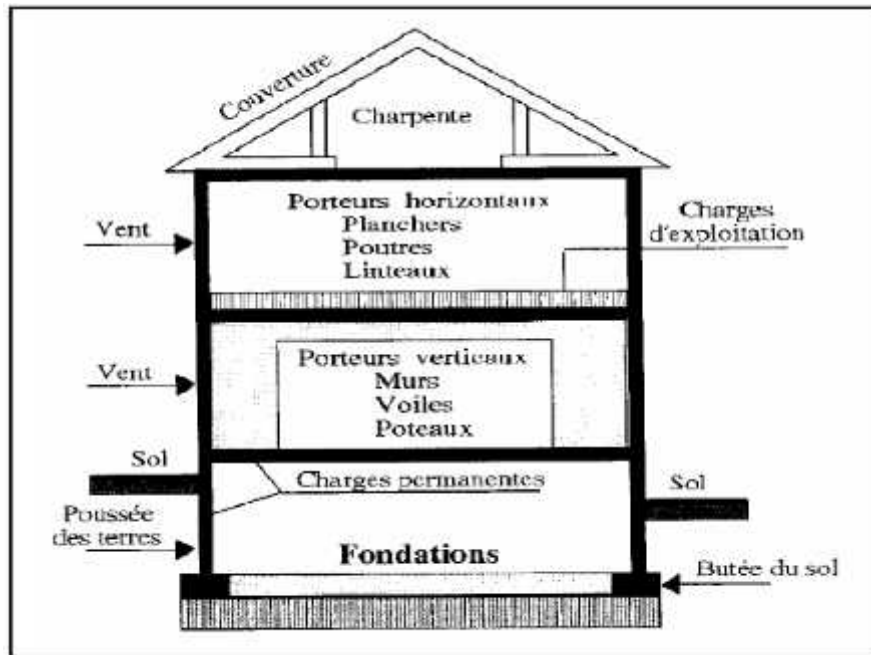 Couverture
Charpente
Porteurs horizontaux
Planchers
Poutres
Linteaux
Charges
d'exploitation
Vent
Vent
Porteurs verticaux
Murs
Voiles
Poteaux
Sol
Charges permanentes
Sol
Poussée
des terres
Fondations
Butée du sol